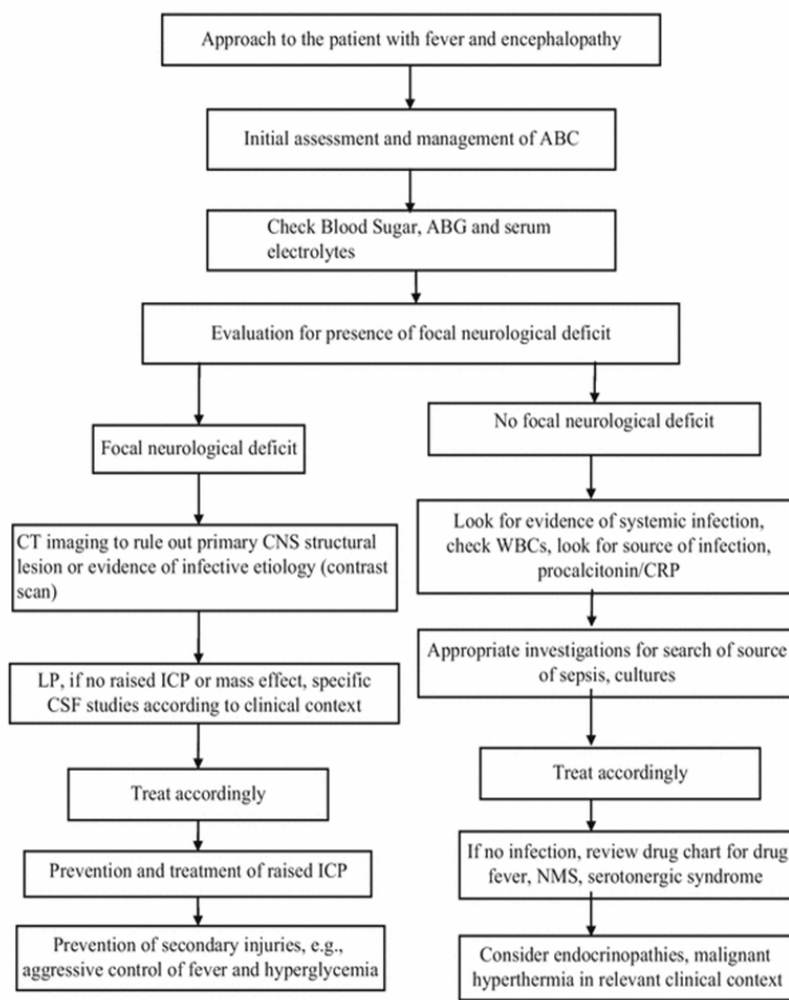 Approach to the patient with fever and encephalopathy
Initial assessment and management of ABC
Check Blood Sugar, ABG and serum
electrolytes
Evaluation for presence of focal neurological deficit
Focal neurological deficit
CT imaging to rule out primary CNS structural
lesion or evidence of infective etiology (contrast
scan)
LP, if no raised ICP or mass effect, specific
CSF studies according to clinical context
Treat accordingly
Prevention and treatment of raised ICP
Prevention of secondary injuries, e.g.,
aggressive control of fever and hyperglycemia
No focal neurological deficit
Look for evidence of systemic infection,
check WBCs, look for source of infection,
procalcitonin/CRP
Appropriate investigations for search of source
of sepsis, cultures
Treat accordingly
If no infection, review drug chart for drug
fever, NMS, serotonergic syndrome
Consider endocrinopathies, malignant
hyperthermia in relevant clinical context